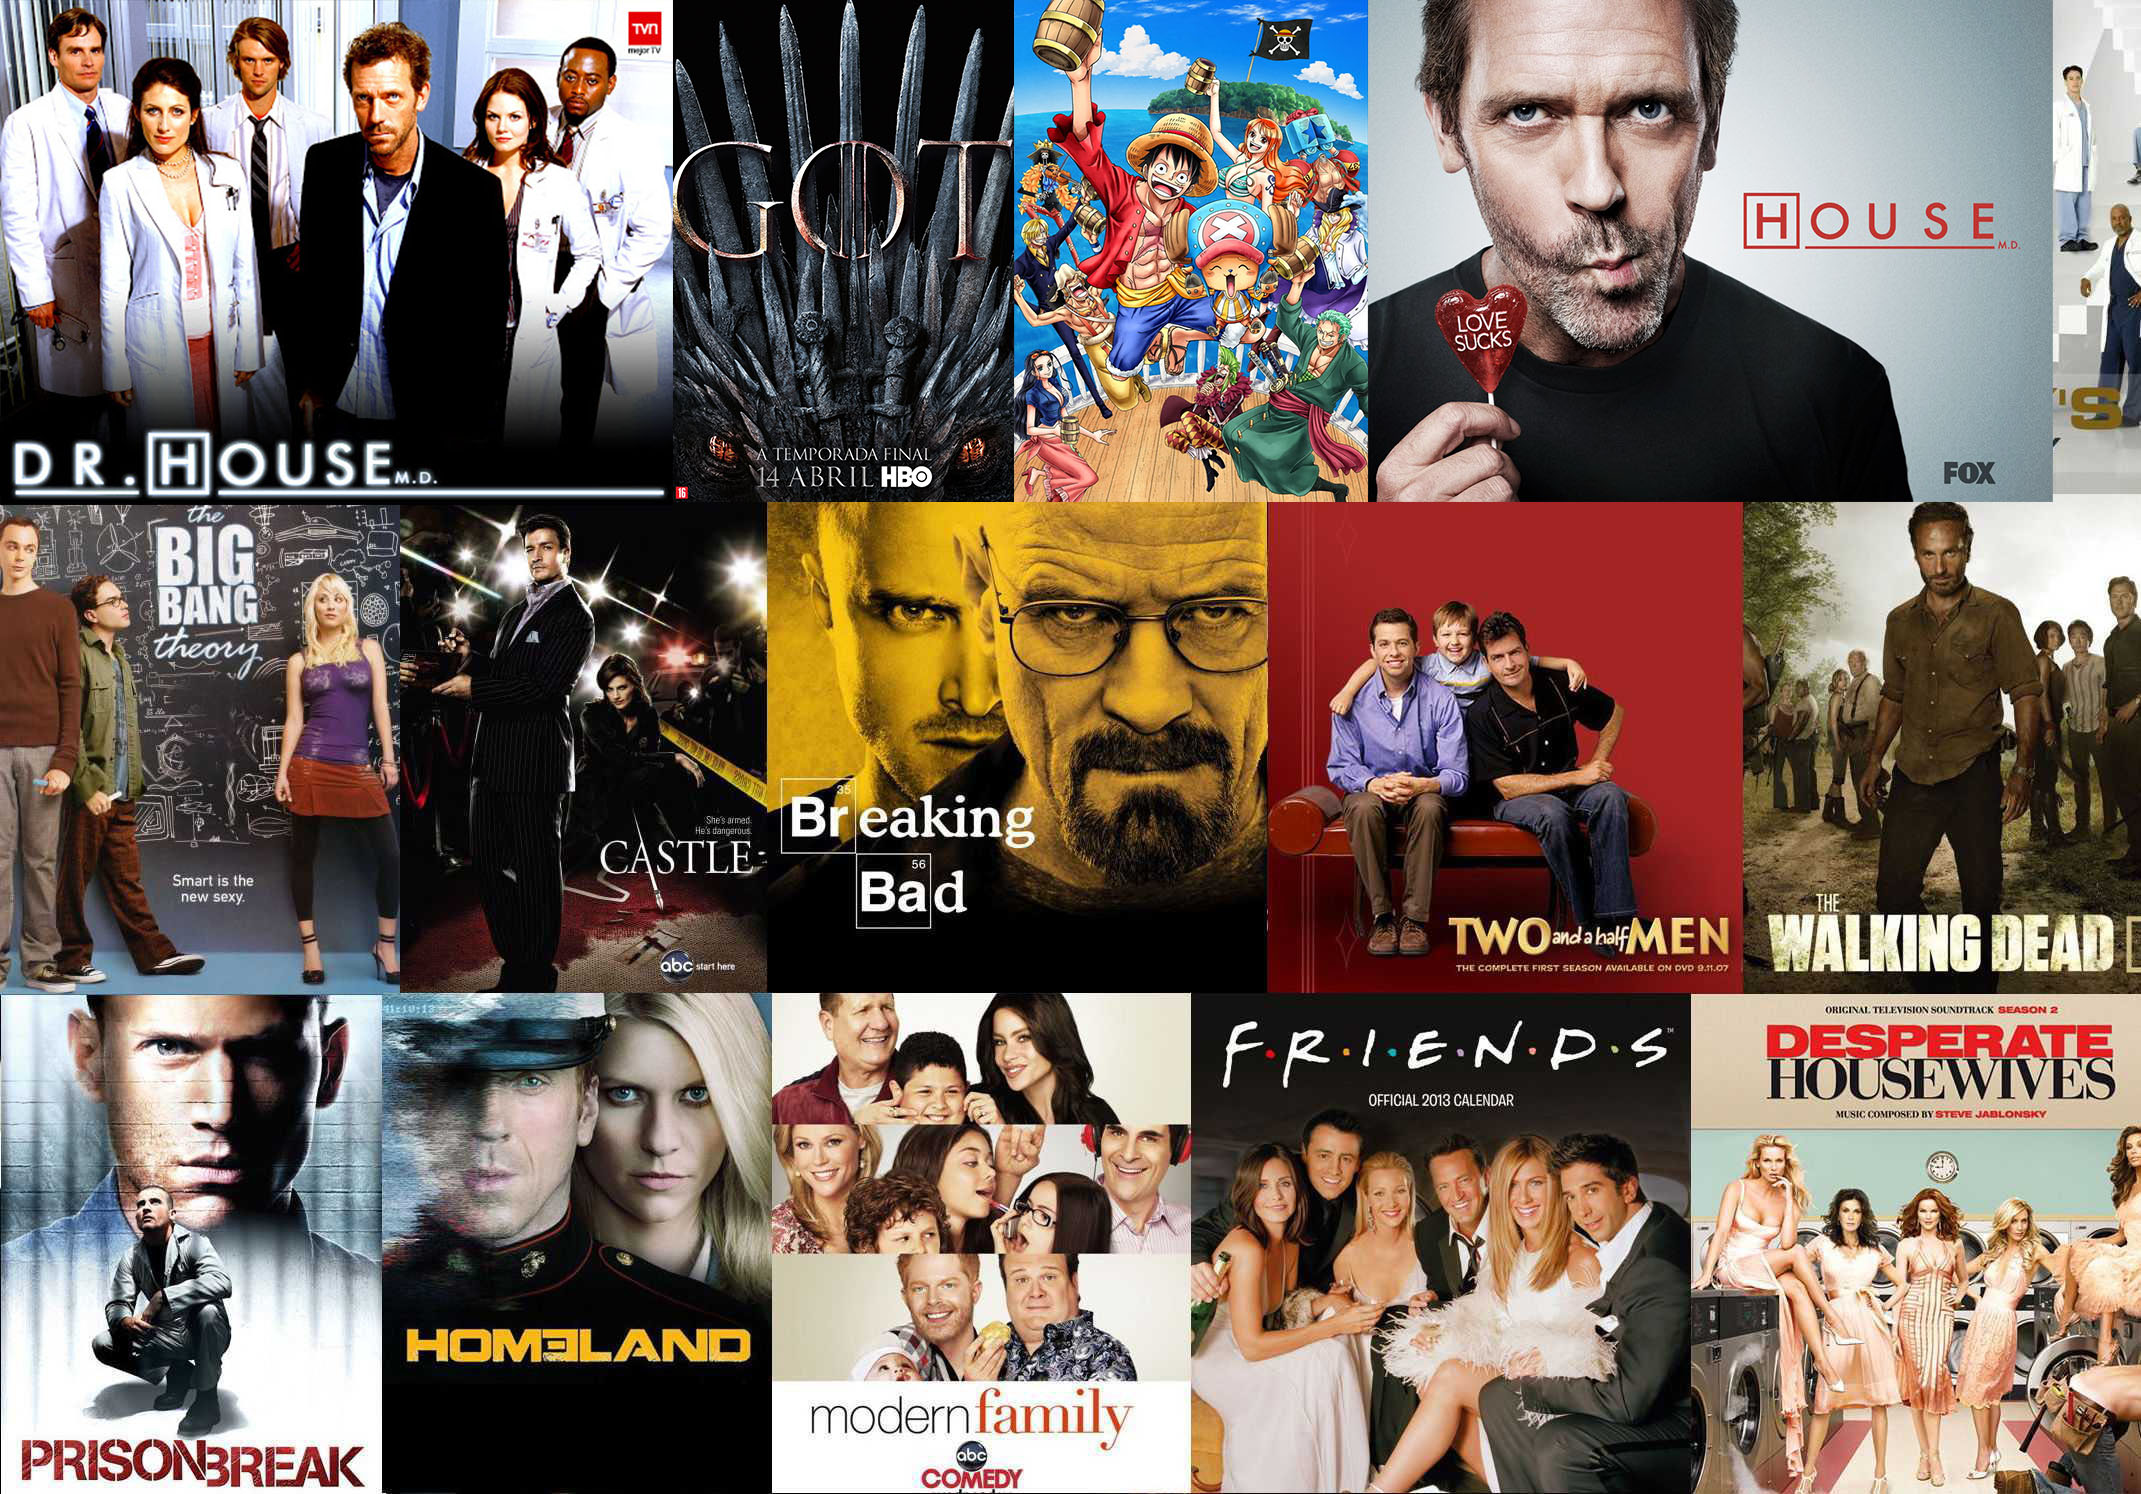 TVN
mejor TV
DR.HOUSE M.D.
GOT
A TEMPORADA FINAL
14 ABRIL HBO
16
LOVE
SUCKS
HOUSE M.D.
FOX
'S
the
BIG
BANG
theory
Smart is the
new sexy.
She's armed.
He's dangerous.
CASTLE
abc start here
35
Breaking
56
Bad
TWO and a half MEN
THE COMPLETE FIRST SEASON AVAILABLE ON DVD 9.11.07
THE
WALKING DEAD
PRISON BREAK
HOMELAND
modern family
abc
COMEDY
F·R·I·E·N·D·S™
OFFICIAL 2013 CALENDAR
ORIGINAL TELEVISION SOUNDTRACK SEASON 2
DESPERATE
HOUSEWIVES
MUSIC COMPOSED BY STEVE JABLONSKY